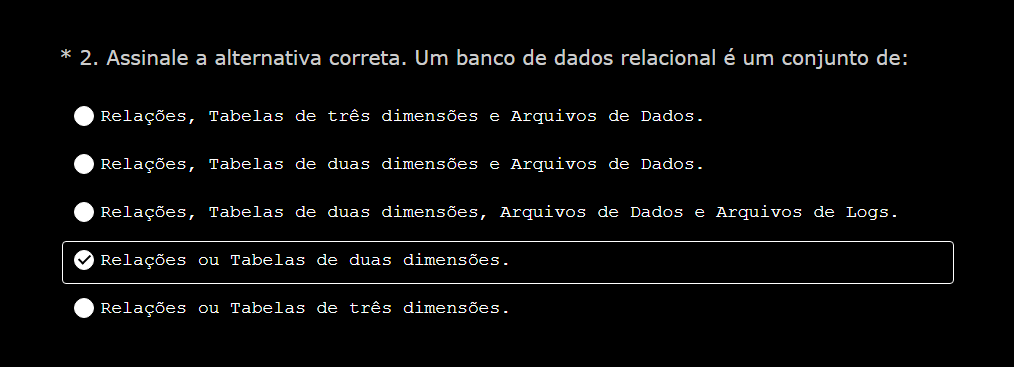 * 2. Assinale a alternativa correta. Um banco de dados relacional é um conjunto de:
Relações, Tabelas de três dimensões e Arquivos de Dados.
Relações, Tabelas de duas dimensões e Arquivos de Dados.
Relações, Tabelas de duas dimensões, Arquivos de Dados e Arquivos de Logs.
Relações ou Tabelas de duas dimensões.
Relações ou Tabelas de três dimensões.